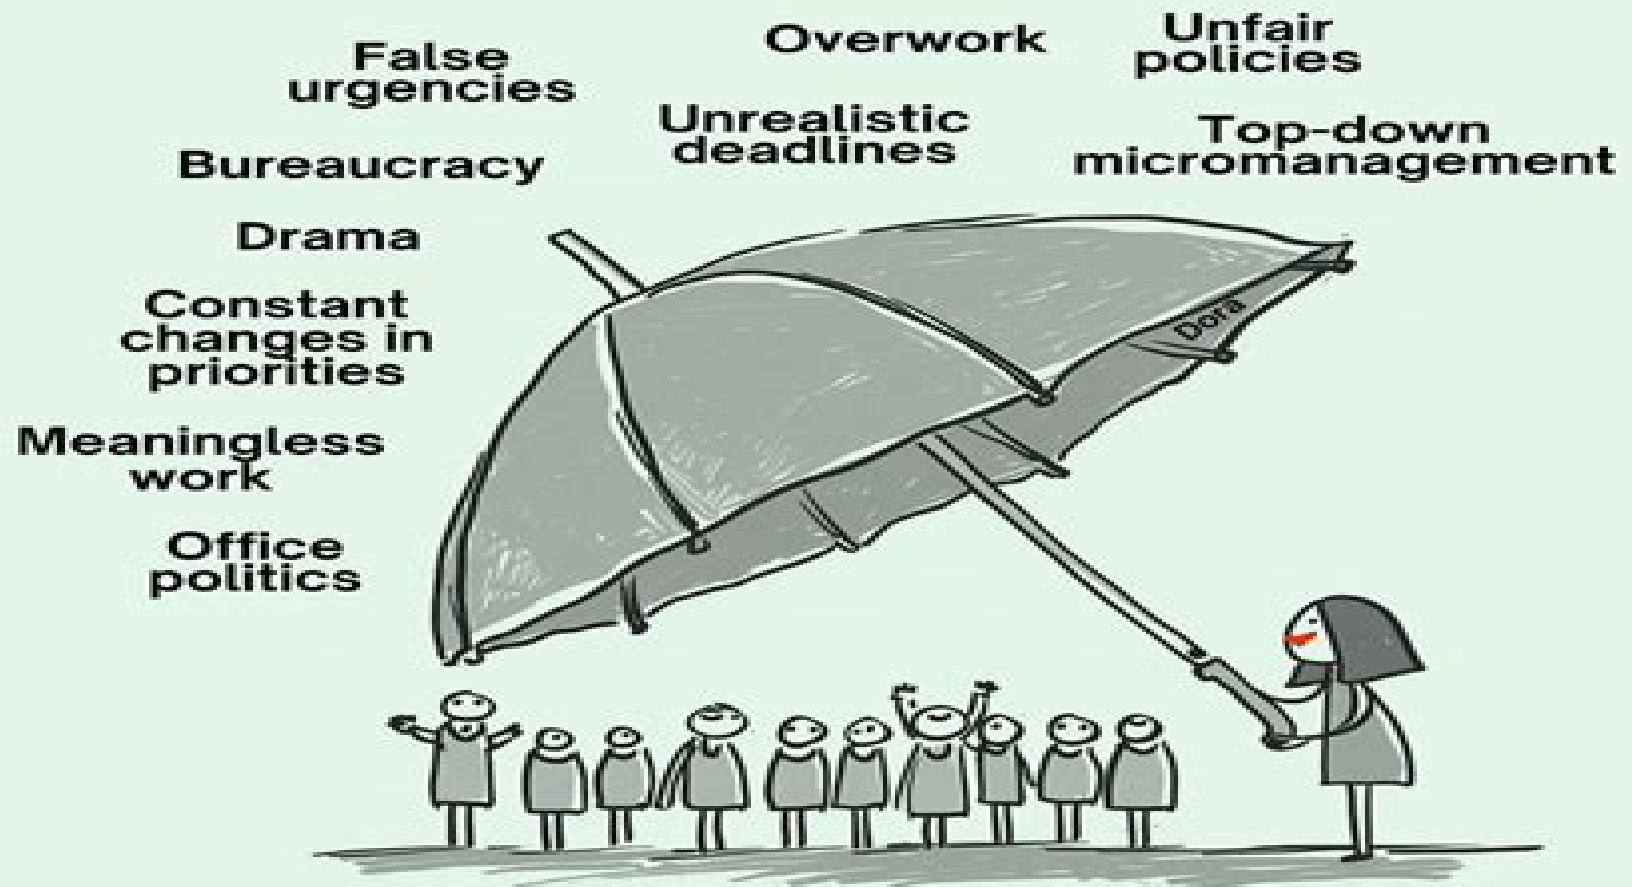 False
urgencies
Overwork
Unfair
policies
Unrealistic
deadlines
Top-down
micromanagement
Bureaucracy
Drama
Constant
changes in
priorities
Meaningless
work
Office
politics
Dora